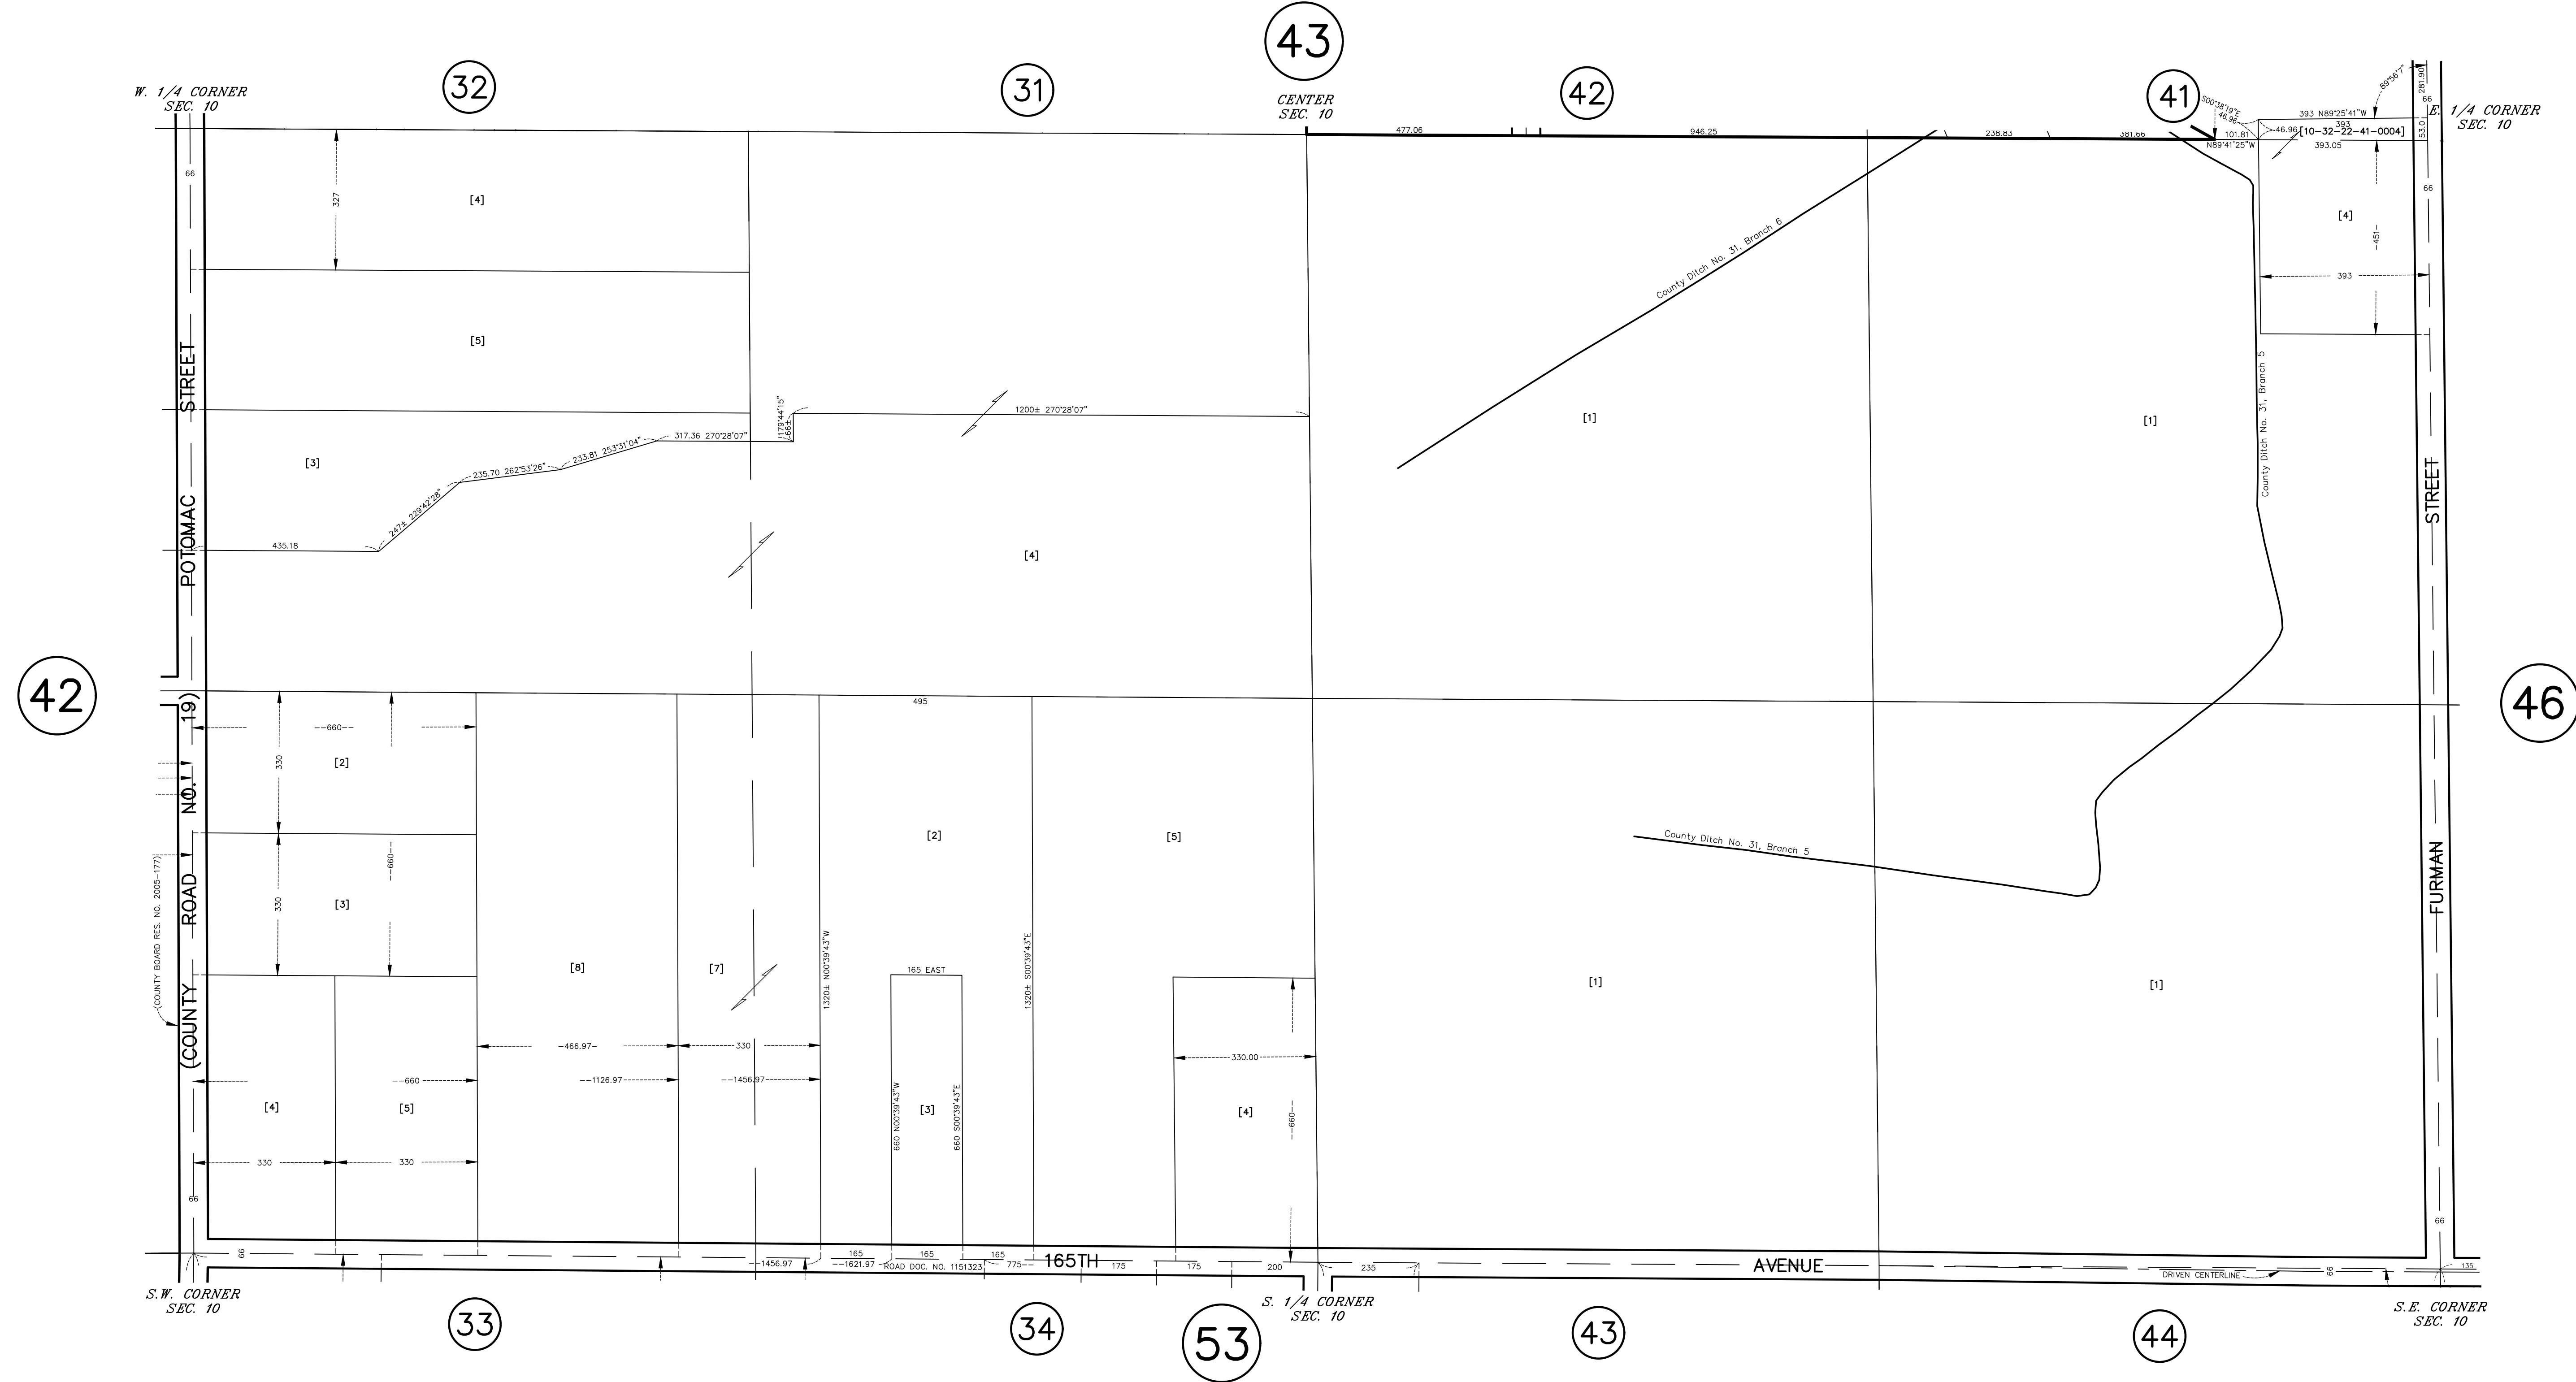 43
32
31
42
41
W. 1/4 CORNER
SEC. 10
CENTER
SEC. 10
E. 1/4 CORNER
SEC. 10
89°56'7"
281.90
66
S00°38'19"E
46.96
393 N89°25'41"W
393
46.96
[10-32-22-41-0004]
53.0
477.06
946.25
238.83
381.66
101.81
N89°41'25"W
393.05
66
66
327
[4]
[4]
451
393
County Ditch No. 31, Branch 6
[5]
POTOMAC STREET
(COUNTY ROAD NO. 19)
County Ditch No. 31, Branch 5
179°44'15"
66±
1200± 270°28'07"
317.36 270°28'07"
233.81 253°31'04"
235.70 262°53'26"
247± 229°42'28"
435.18
[3]
[1]
[1]
[4]
FURMAN STREET
42
46
495
--660--
330
[2]
--660--
330
[3]
(COUNTY BOARD RES. NO. 2005-177)
[2]
[5]
County Ditch No. 31, Branch 5
[8]
[7]
1320± N00°39'43"W
1320± S00°39'43"E
165 EAST
[1]
[1]
-466.97-
330
330.00
--660
--1126.97
--1456.97
[4]
[5]
660 N00°39'43"W
[3]
660 S00°39'43"E
[4]
--660--
330
330
66
66
66
165
165
165
--1456.97
--1621.97
ROAD DOC. NO. 1151323
775--
165TH AVENUE
175
175
200
235
DRIVEN CENTERLINE
66
135
S.W. CORNER
SEC. 10
S. 1/4 CORNER
SEC. 10
S.E. CORNER
SEC. 10
33
34
53
43
44